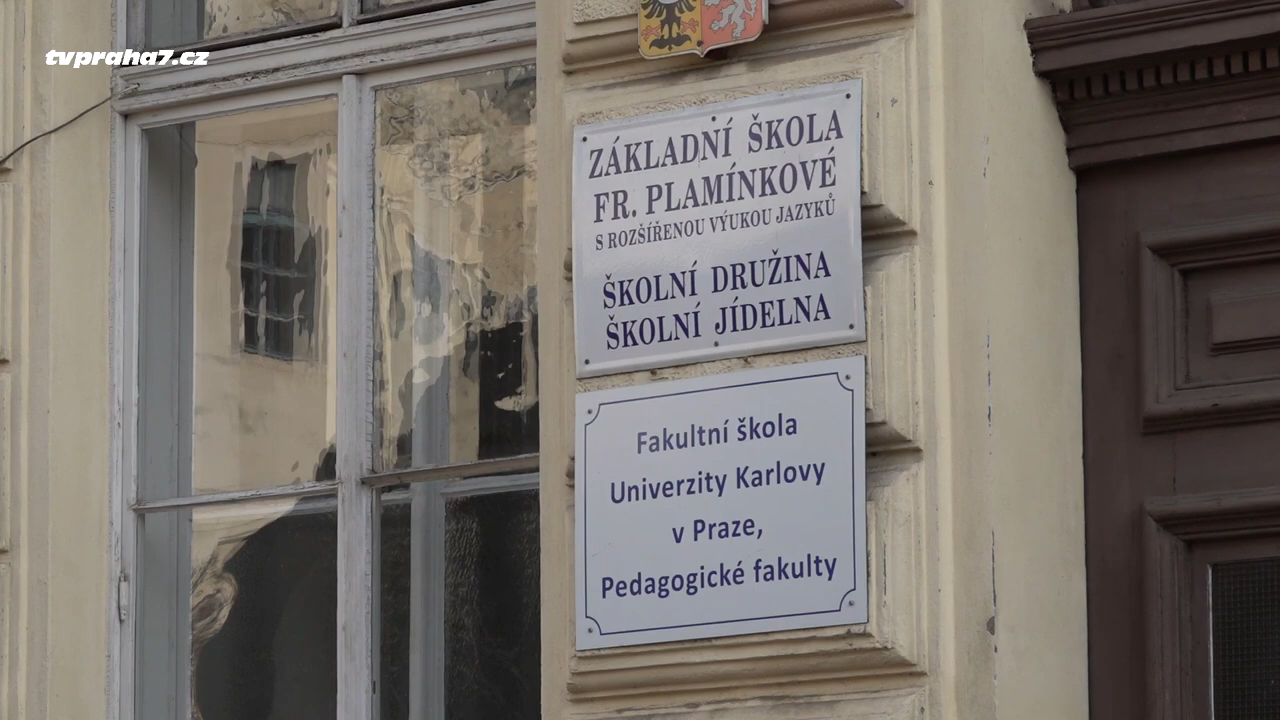 tvpraha7.cz
ZÁKLADNÍ ŠKOLA
FR. PLAMÍNKOVÉ
S ROZŠÍŘENOU VÝUKOU JAZYKŮ
ŠKOLNÍ DRUŽINA
ŠKOLNÍ JÍDELNA
Fakultní škola
Univerzity Karlovy
v Praze,
Pedagogické fakulty